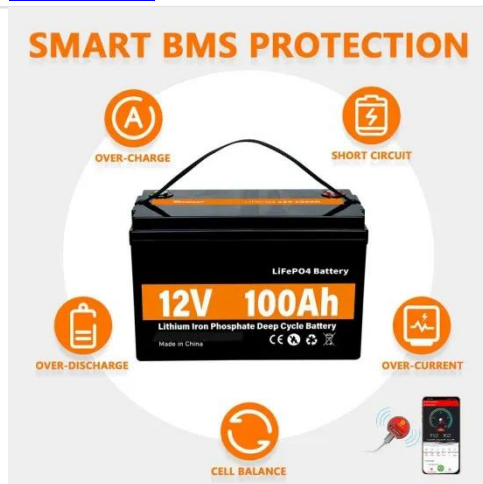 SMART BMS PROTECTION
OVER-CHARGE
SHORT CIRCUIT
LiFePO4 Battery
12V 100Ah
Lithium Iron Phosphate Deep Cycle Battery
Made in China
CE
OVER-DISCHARGE
OVER-CURRENT
CELL BALANCE